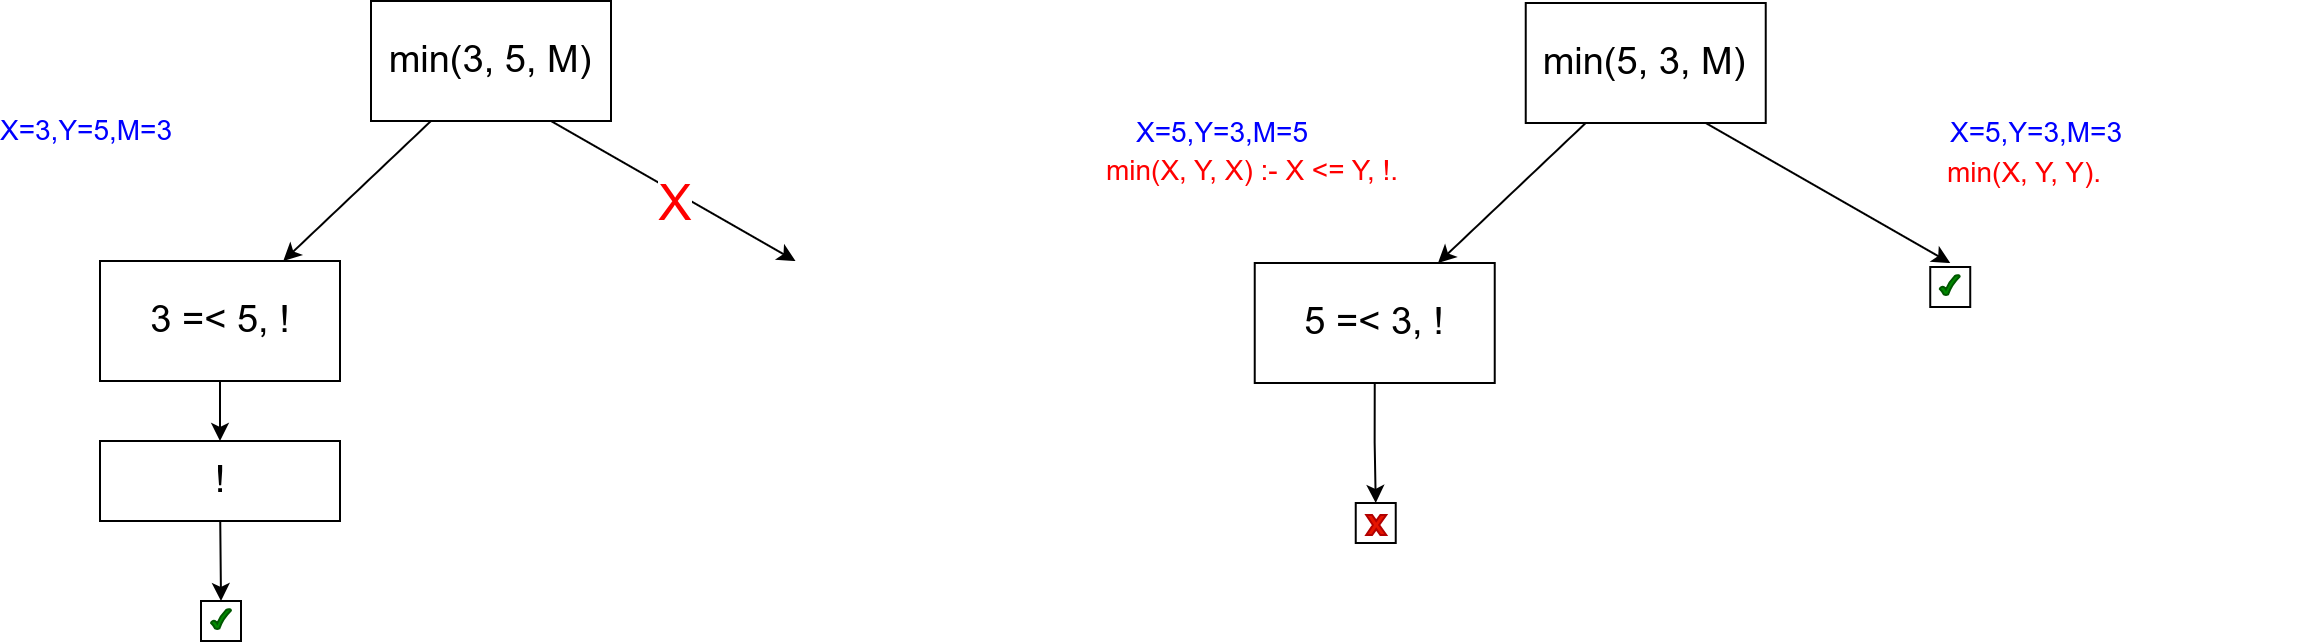 min(3, 5, M)
X=3,Y=5,M=3
X
3 =< 5, !
!
✔
min(5, 3, M)
X=5,Y=3,M=5
min(X, Y, X) :- X <= Y, !.
X=5,Y=3,M=3
min(X, Y, Y).
5 =< 3, !
✔
x